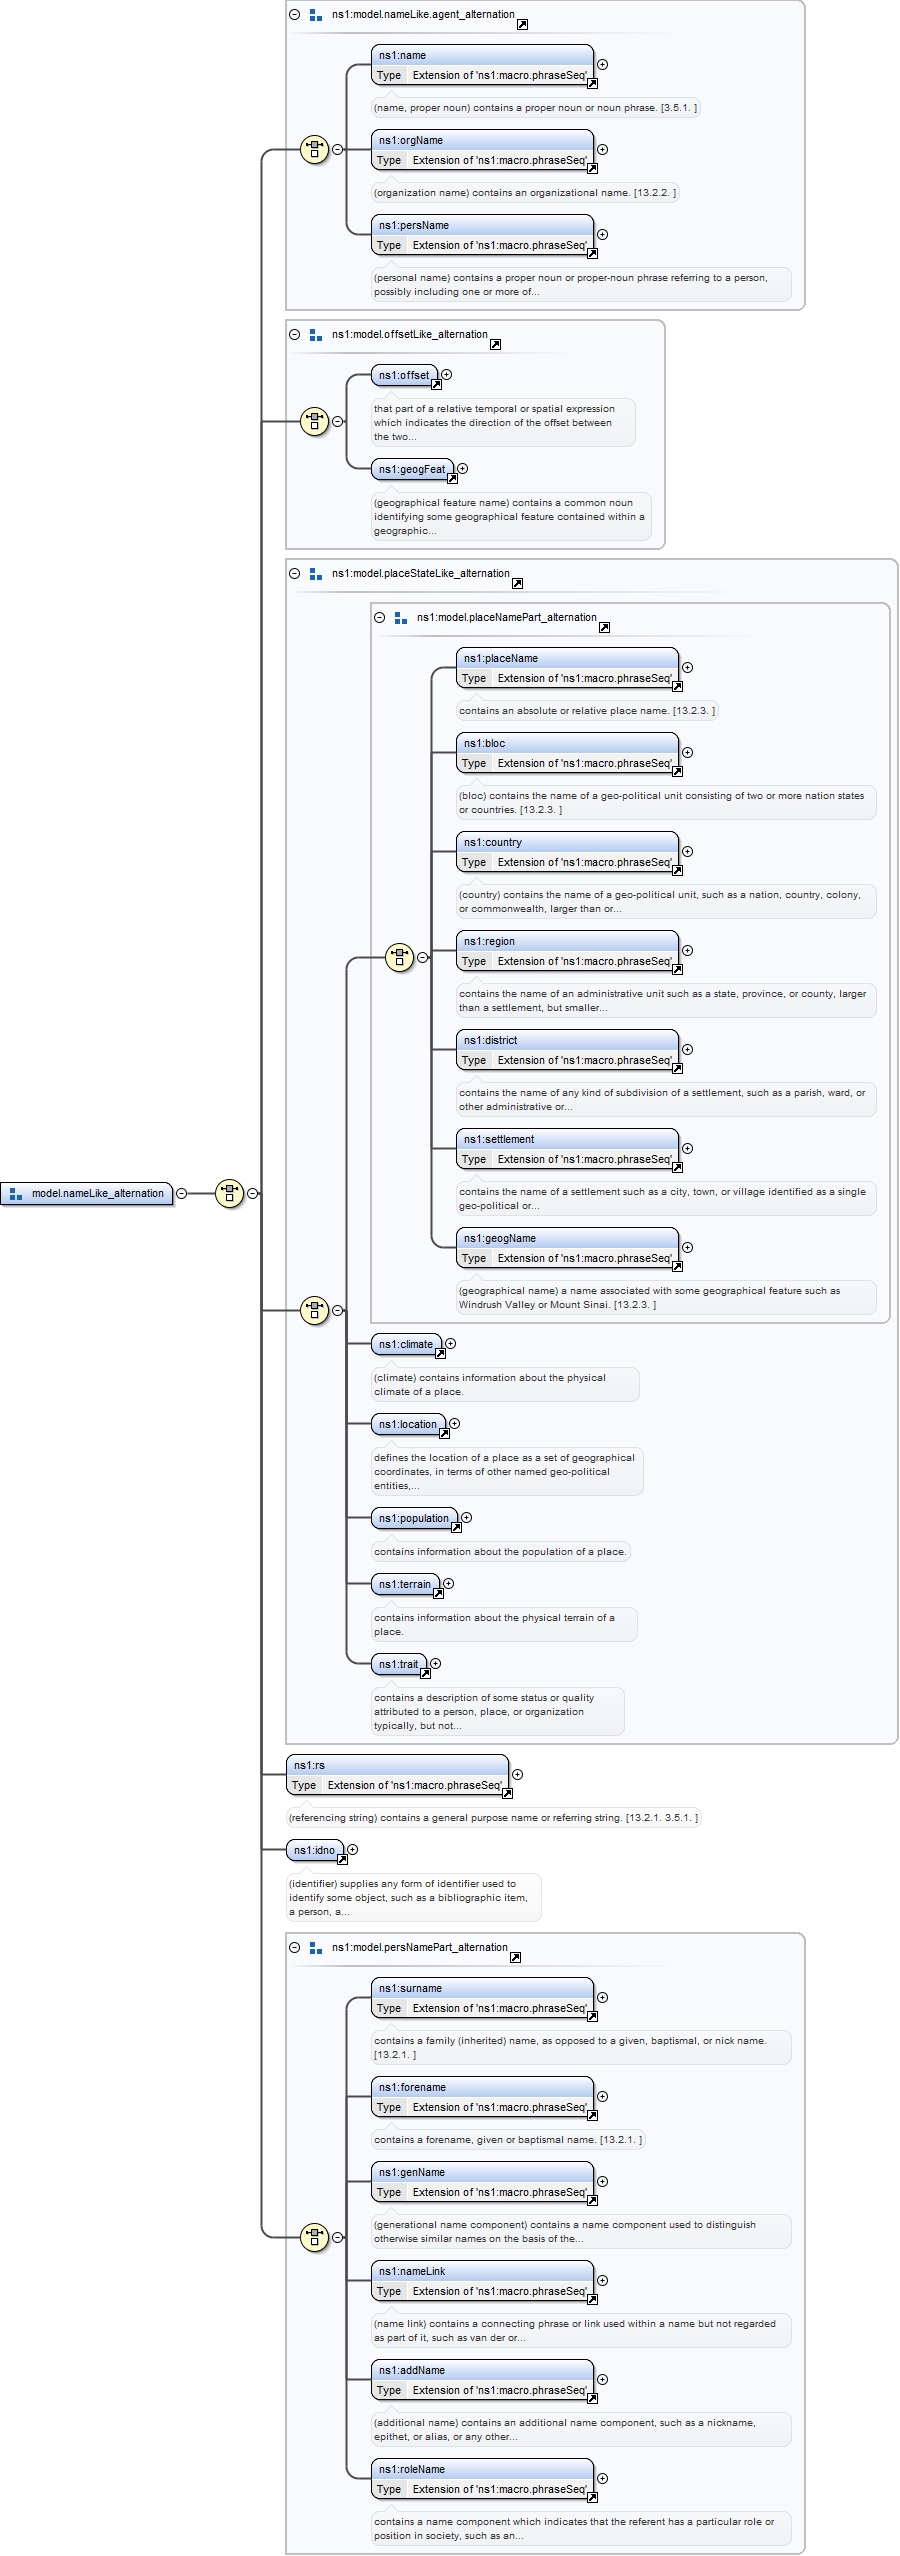 ns1:model.nameLike.agent_alternation
ns1:name
Type Extension of 'ns1:macro.phraseSeq'
(name, proper noun) contains a proper noun or noun phrase. [3.5.1. ]
ns1:orgName
Type Extension of 'ns1:macro.phraseSeq'
(organization name) contains an organizational name. [13.2.2. ]
ns1:persName
Type Extension of 'ns1:macro.phraseSeq'
(personal name) contains a proper noun or proper-noun phrase referring to a person,
possibly including one or more of...
ns1:model.offsetLike_alternation
ns1:offset
that part of a relative temporal or spatial expression
which indicates the direction of the offset between
the two...
ns1:geogFeat
(geographical feature name) contains a common noun
identifying some geographical feature contained within a
geographic...
ns1:model.placeStateLike_alternation
ns1:model.placeNamePart_alternation
ns1:placeName
Type Extension of 'ns1:macro.phraseSeq'
contains an absolute or relative place name. [13.2.3. ]
ns1:bloc
Type Extension of 'ns1:macro.phraseSeq'
(bloc) contains the name of a geo-political unit consisting of two or more nation states
or countries. [13.2.3. ]
ns1:country
Type Extension of 'ns1:macro.phraseSeq'
(country) contains the name of a geo-political unit, such as a nation, country, colony,
or commonwealth, larger than or...
ns1:region
Type Extension of 'ns1:macro.phraseSeq'
contains the name of an administrative unit such as a state, province, or county, larger
than a settlement, but smaller...
ns1:district
Type Extension of 'ns1:macro.phraseSeq'
contains the name of any kind of subdivision of a settlement, such as a parish, ward, or
other administrative or...
ns1:settlement
Type Extension of 'ns1:macro.phraseSeq'
contains the name of a settlement such as a city, town, or village identified as a single
geo-political or...
model.nameLike_alternation
ns1:geogName
Type Extension of 'ns1:macro.phraseSeq'
(geographical name) a name associated with some geographical feature such as
Windrush Valley or Mount Sinai. [13.2.3. ]
ns1:climate
(climate) contains information about the physical
climate of a place.
ns1:location
defines the location of a place as a set of geographical
coordinates, in terms of other named geo-political
entities,...
ns1:population
contains information about the population of a place.
ns1:terrain
contains information about the physical terrain of a
place.
ns1:trait
contains a description of some status or quality
attributed to a person, place, or organization
typically, but not...
ns1:rs
Type Extension of 'ns1:macro.phraseSeq'
(referencing string) contains a general purpose name or referring string. [13.2.1. 3.5.1. ]
ns1:idno
(identifier) supplies any form of identifier used to
identify some object, such as a bibliographic item,
a person, a...
ns1:model.persNamePart_alternation
ns1:surname
Type Extension of 'ns1:macro.phraseSeq'
contains a family (inherited) name, as opposed to a given, baptismal, or nick name.
[13.2.1. ]
ns1:forename
Type Extension of 'ns1:macro.phraseSeq'
contains a forename, given or baptismal name. [13.2.1. ]
ns1:genName
Type Extension of 'ns1:macro.phraseSeq'
(generational name component) contains a name component used to distinguish
otherwise similar names on the basis of the...
ns1:nameLink
Type Extension of 'ns1:macro.phraseSeq'
(name link) contains a connecting phrase or link used within a name but not regarded
as part of it, such as van der or...
ns1:addName
Type Extension of 'ns1:macro.phraseSeq'
(additional name) contains an additional name component, such as a nickname,
epithet, or alias, or any other...
ns1:roleName
Type Extension of 'ns1:macro.phraseSeq'
contains a name component which indicates that the referent has a particular role or
position in society, such as an...